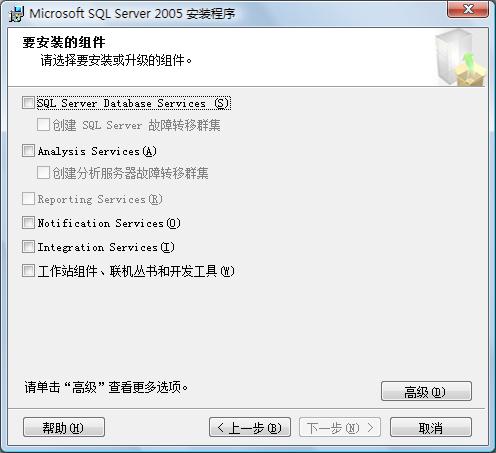 Microsoft SQL Server 2005 安装程序
要安装的组件
请选择要安装或升级的组件。
SQL Server Database Services (S)
创建 SQL Server 故障转移群集
Analysis Services(A)
创建分析服务器故障转移群集
Reporting Services(R)
Notification Services(O)
Integration Services(I)
工作站组件、联机丛书和开发工具(W)
请单击“高级”查看更多选项。
高级(D)
帮助(H)
< 上一步(B)
下一步(N) >
取消